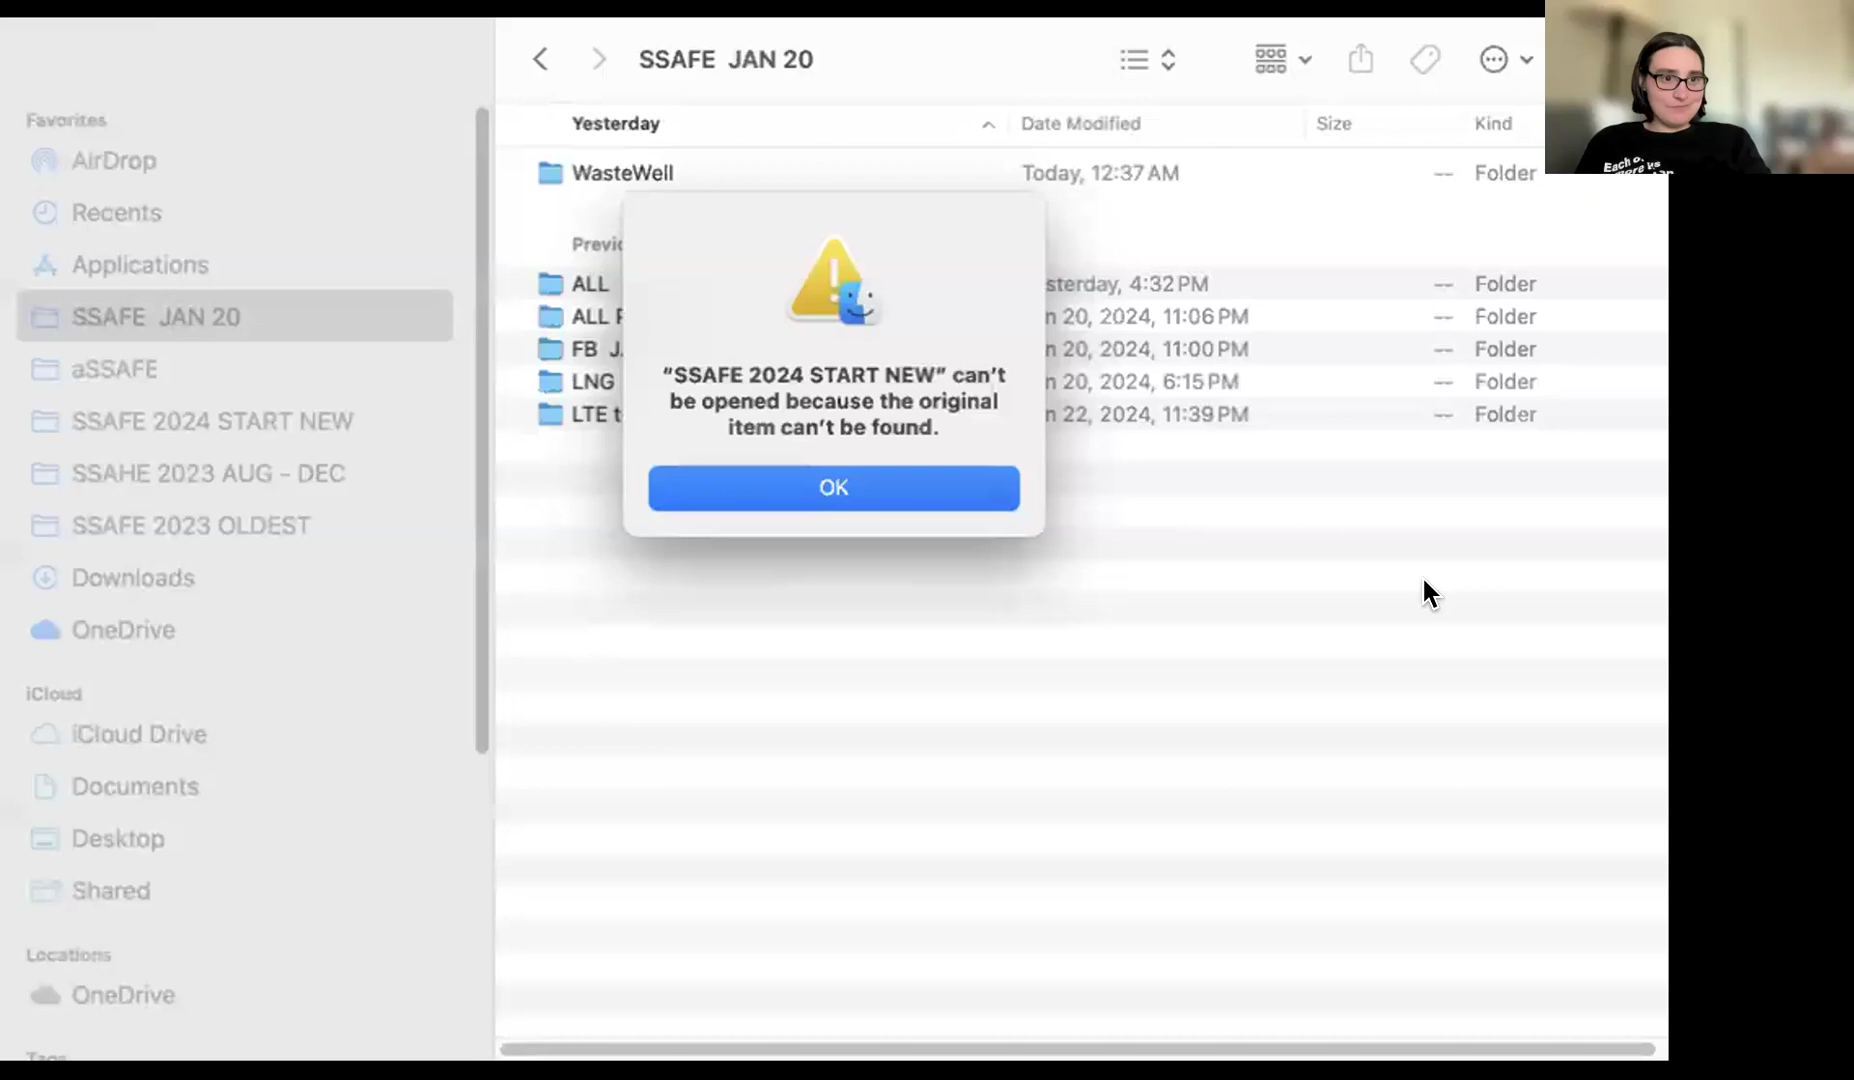 SSAFE  JAN 20
Favorites
AirDrop
Recents
Applications
SSAFE  JAN 20
aSSAFE
SSAFE 2024 START NEW
SSAHE 2023 AUG - DEC
SSAFE 2023 OLDEST
Downloads
OneDrive
iCloud
iCloud Drive
Documents
Desktop
Shared
Locations
OneDrive
Tags
Yesterday Date Modified Size Kind
WasteWell Today, 12:37 AM -- Folder
ALL sterday, 4:32 PM -- Folder
ALL n 20, 2024, 11:06 PM -- Folder
FB n 20, 2024, 11:00 PM -- Folder
LNG n 20, 2024, 6:15 PM -- Folder
LTE n 22, 2024, 11:39 PM -- Folder
“SSAFE 2024 START NEW” can’t
be opened because the original
item can’t be found.
OK
Each o